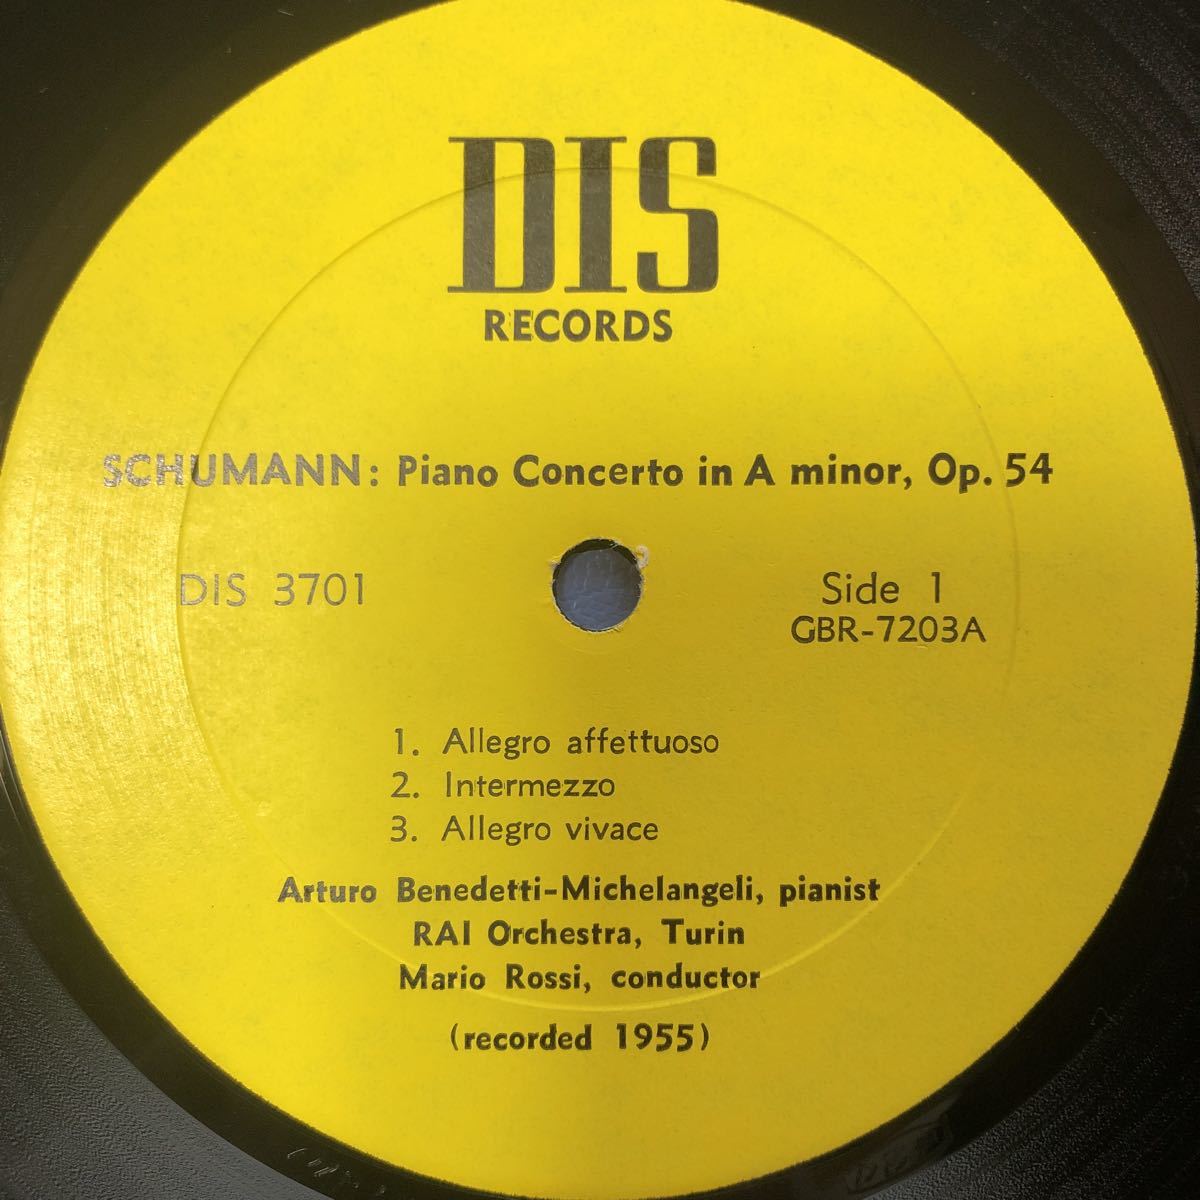 DIS
RECORDS
SCHUMANN: Piano Concerto in A minor, Op. 54
DIS 3701
Side 1
GBR-7203A
1. Allegro affettuoso
2. Intermezzo
3. Allegro vivace
Arturo Benedetti-Michelangeli, pianist
RAI Orchestra, Turin
Mario Rossi, conductor
(recorded 1955)